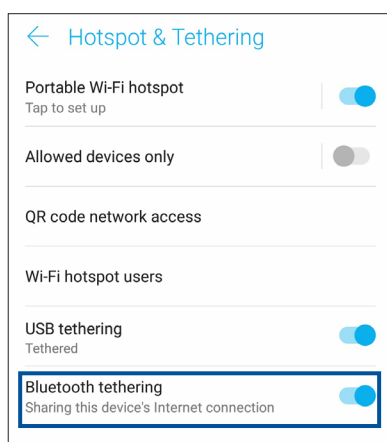 Hotspot & Tethering
Portable Wi-Fi hotspot
Tap to set up
Allowed devices only
QR code network access
Wi-Fi hotspot users
USB tethering
Tethered
Bluetooth tethering
Sharing this device's Internet connection